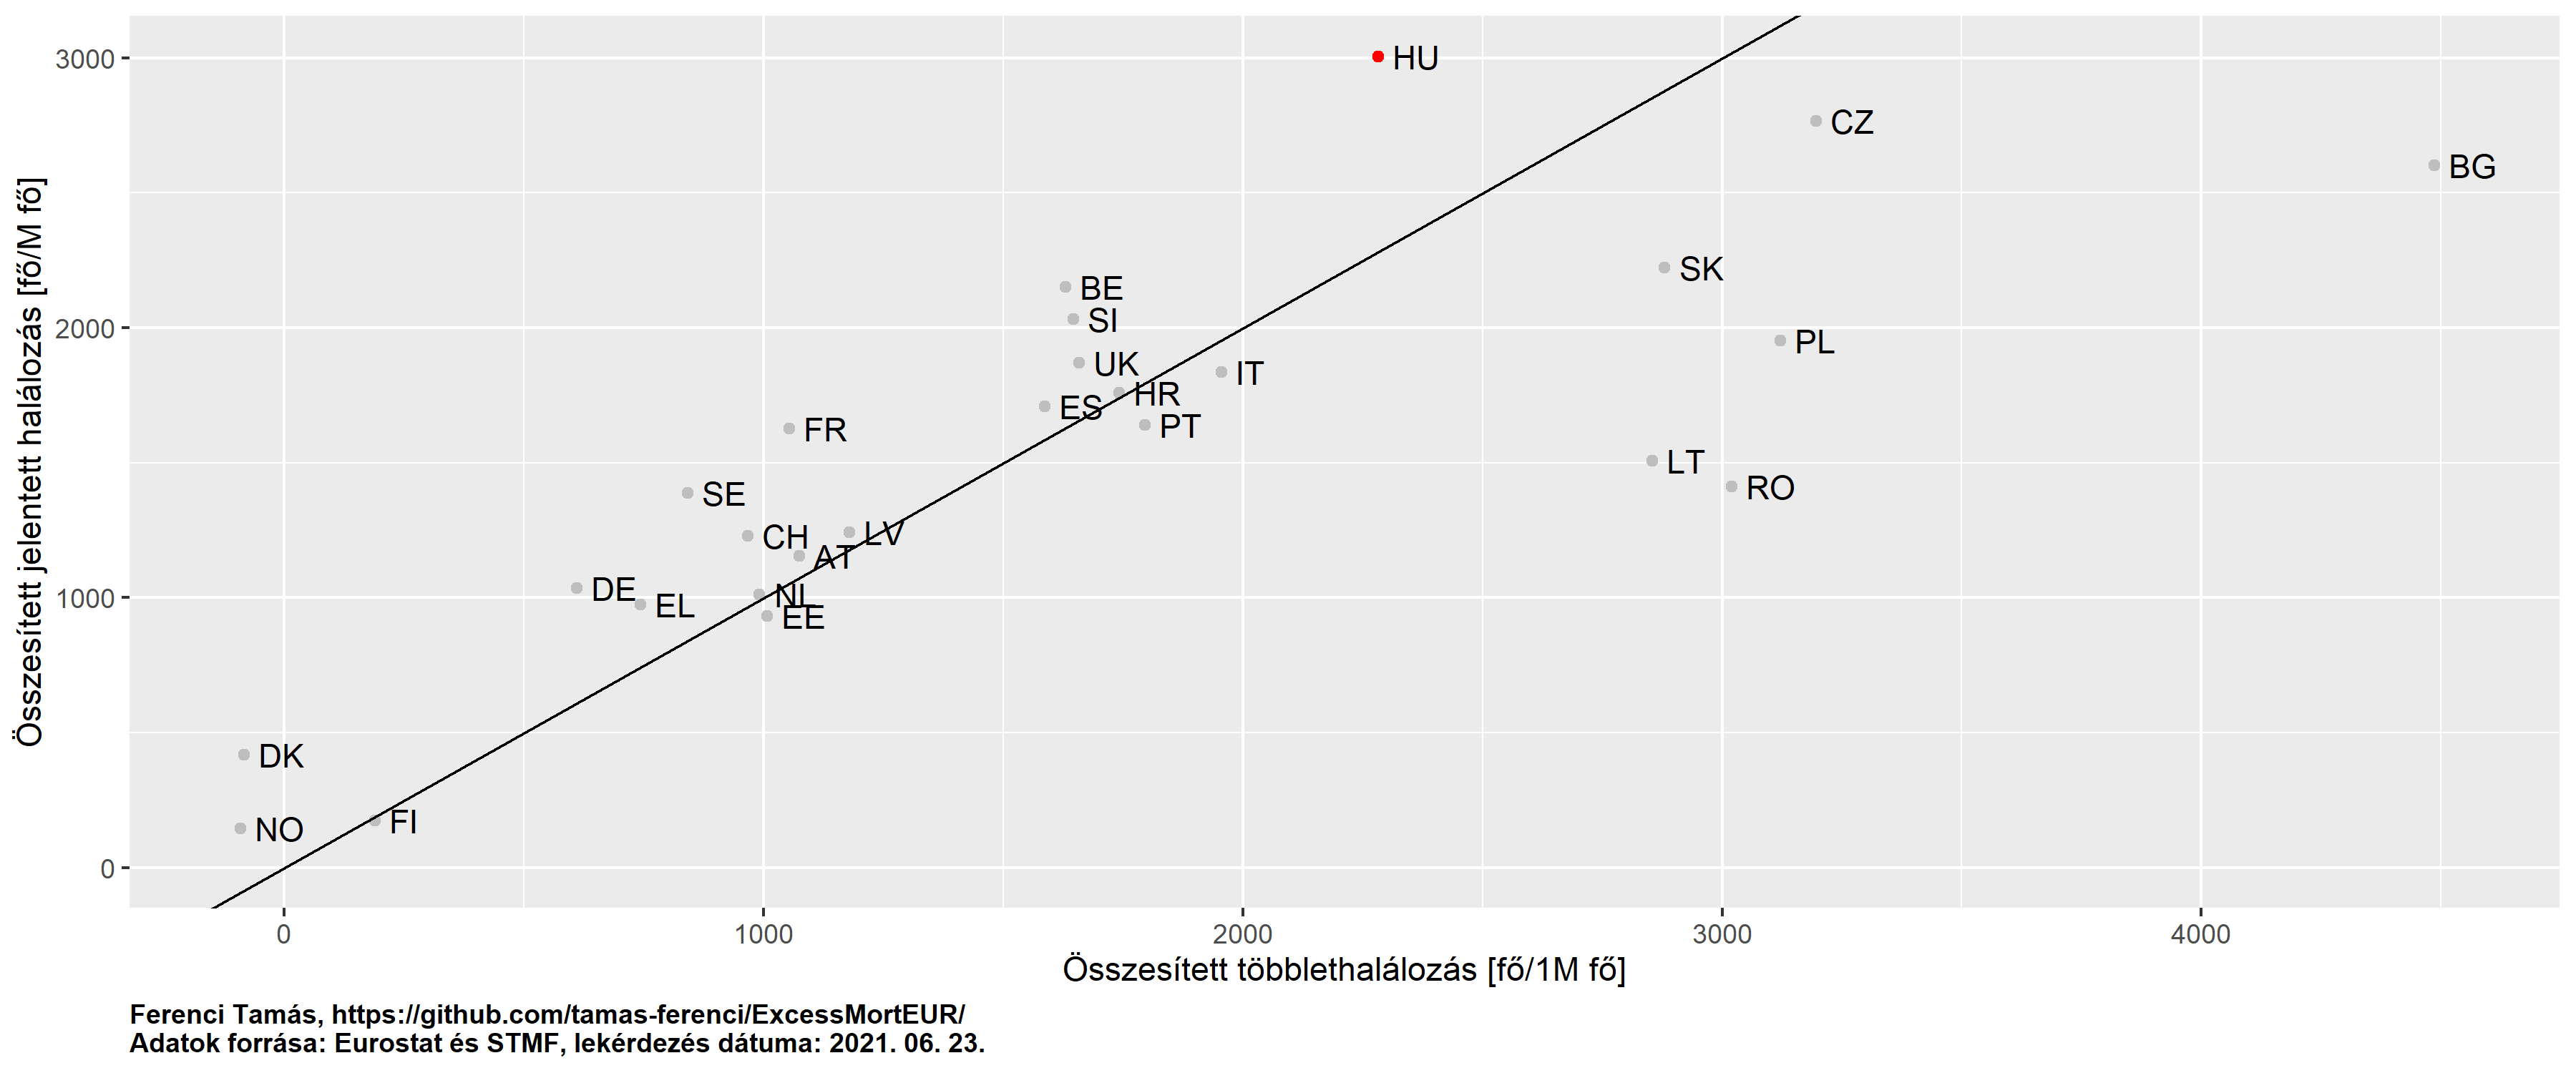 Összesített jelentett halálozás [fő/M fő]
3000
2000
1000
0
HU
CZ
BG
SK
BE
SI
PL
UK
IT
HR
ES
PT
FR
LT
RO
SE
LV
CH
AT
DE
NL
EL
EE
DK
FI
NO
0 1000 2000 3000 4000
Összesített többlethalálozás [fő/1M fő]
Ferenci Tamás, https://github.com/tamas-ferenci/ExcessMortEUR/
Adatok forrása: Eurostat és STMF, lekérdezés dátuma: 2021. 06. 23.